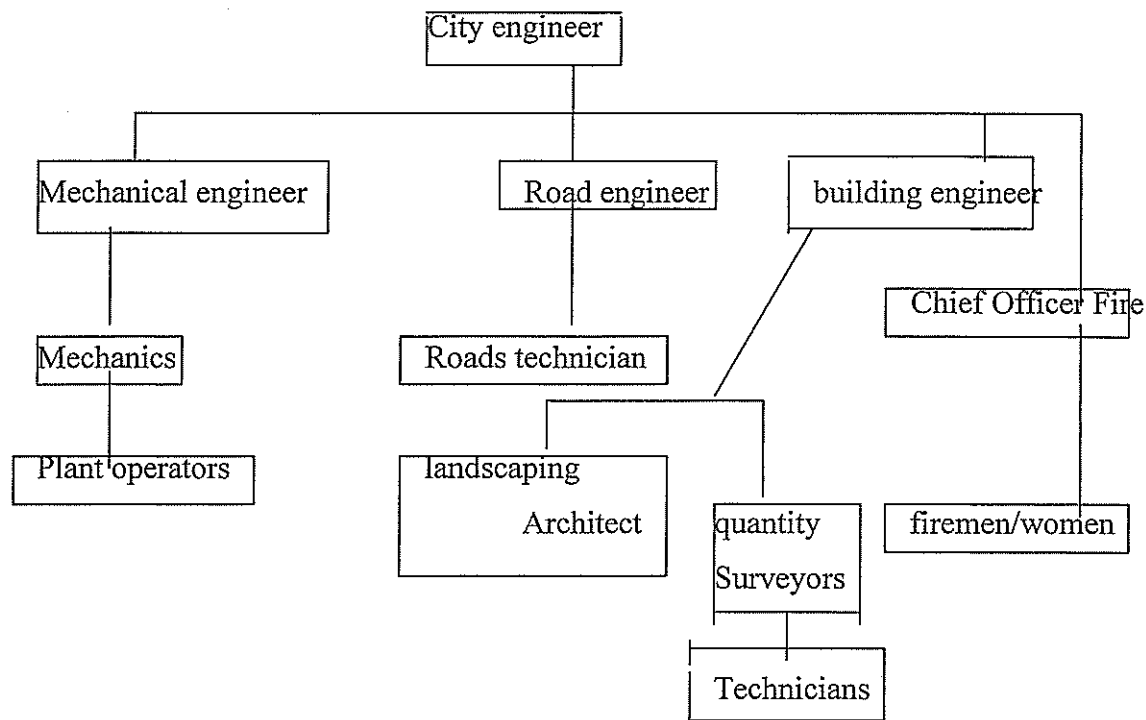 City engineer
Mechanical engineer
Road engineer
building engineer
Chief Officer Fire
Mechanics
Roads technician
Plant operators
landscaping
Architect
quantity
Surveyors
firemen/women
Technicians